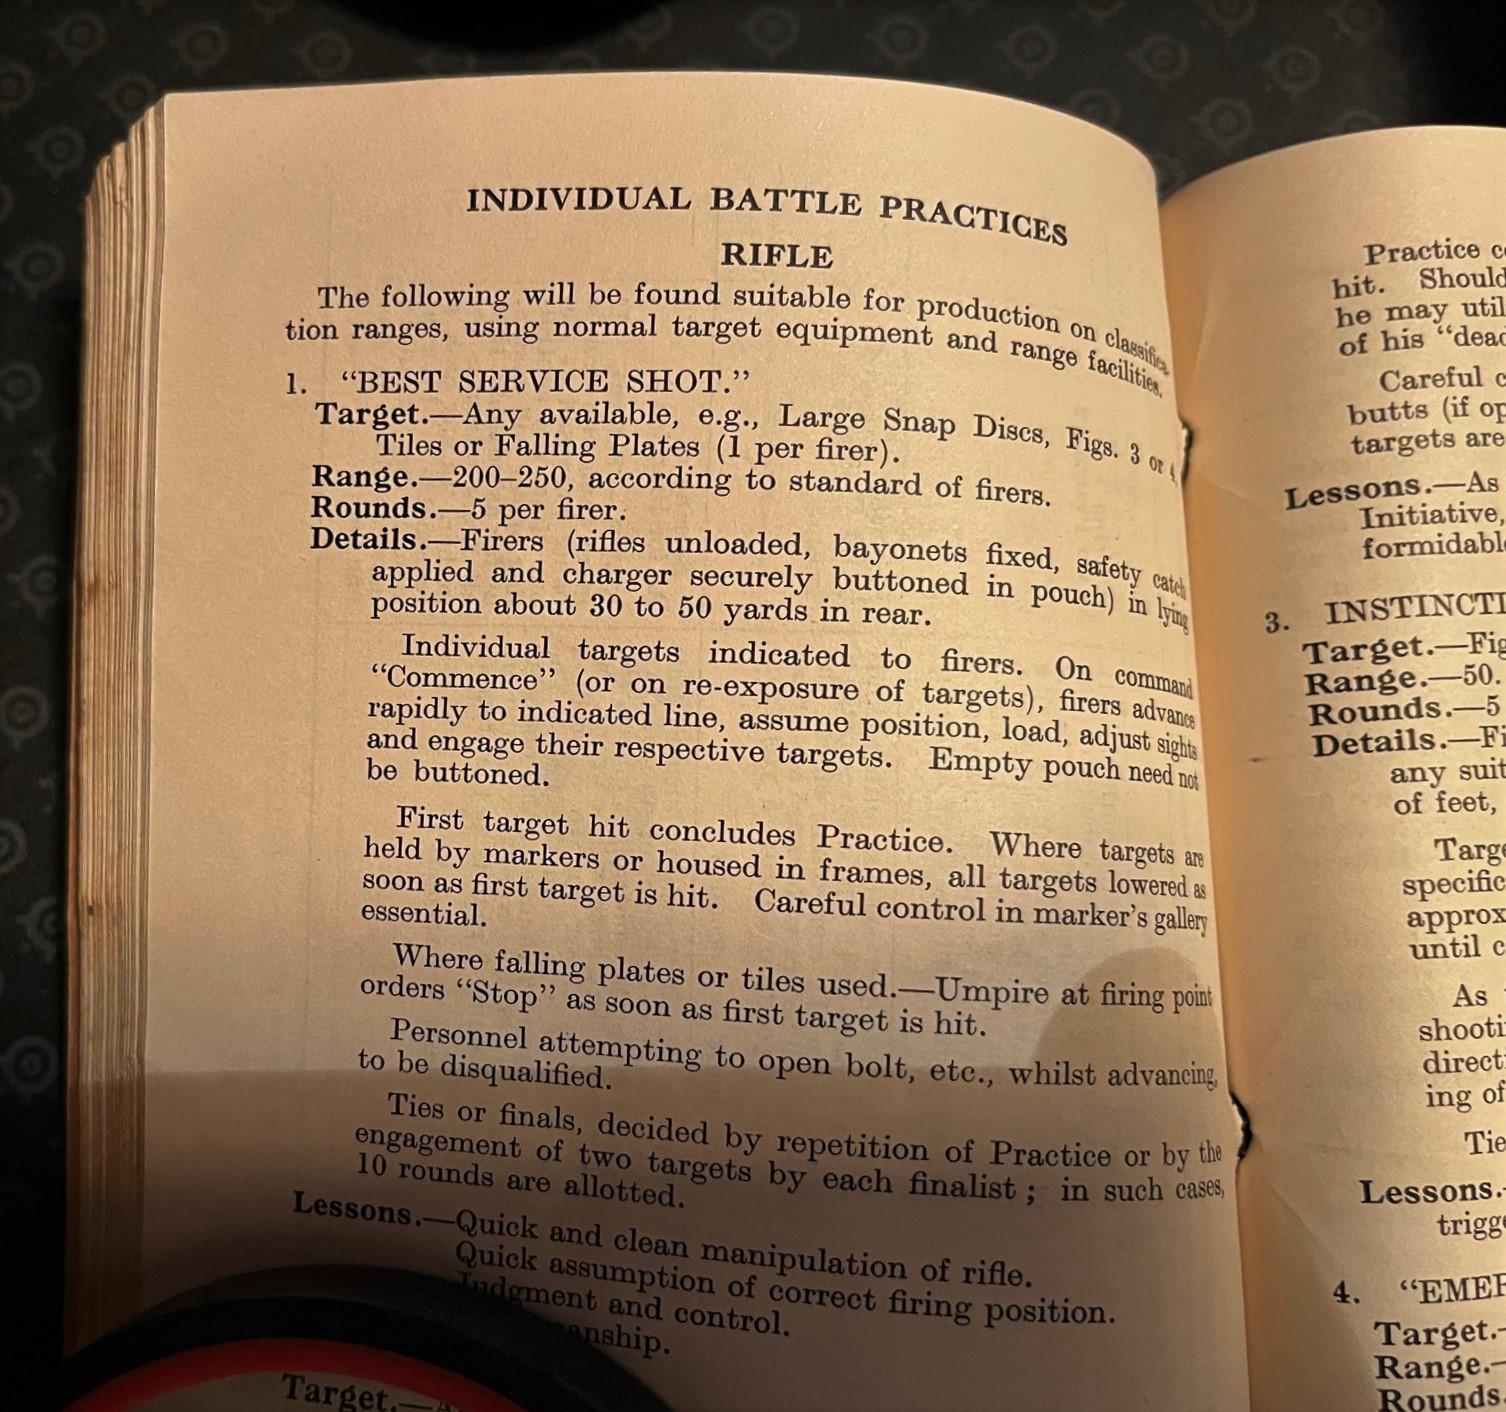 INDIVIDUAL BATTLE PRACTICES
RIFLE
The following will be found suitable for production on classifica-
tion ranges, using normal target equipment and range facilities.
1. “BEST SERVICE SHOT.”
Target.—Any available, e.g., Large Snap Discs, Figs. 3 or 4,
Tiles or Falling Plates (1 per firer).
Range.—200–250, according to standard of firers.
Rounds.—5 per firer.
Details.—Firers (rifles unloaded, bayonets fixed, safety catch
applied and charger securely buttoned in pouch) in lying
position about 30 to 50 yards in rear.
Individual targets indicated to firers. On command
“Commence” (or on re-exposure of targets), firers advance
rapidly to indicated line, assume position, load, adjust sights
and engage their respective targets. Empty pouch need not
be buttoned.
First target hit concludes Practice. Where targets are
held by markers or housed in frames, all targets lowered as
soon as first target is hit. Careful control in marker’s gallery
essential.
Where falling plates or tiles used.—Umpire at firing point
orders “Stop” as soon as first target is hit.
Personnel attempting to open bolt, etc., whilst advancing,
to be disqualified.
Ties or finals, decided by repetition of Practice or by the
engagement of two targets by each finalist ; in such cases,
10 rounds are allotted.
Lessons.—Quick and clean manipulation of rifle.
Quick assumption of correct firing position.
Judgment and control.
anship.
Target.—
Practice
hit. Should
he may util
of his “dead
Careful
butts (if op
targets are
Lessons.—As
Initiative,
formidabl
3. INSTINCTI
Target.—Fig
Range.—50.
Rounds.—5
Details.—Fi
any suit
of feet,
Targe
specific
approx
until c
As
shooti
directi
ing of
Tie
Lessons.
trigge
4. “EMER
Target.—
Range.—
Rounds.